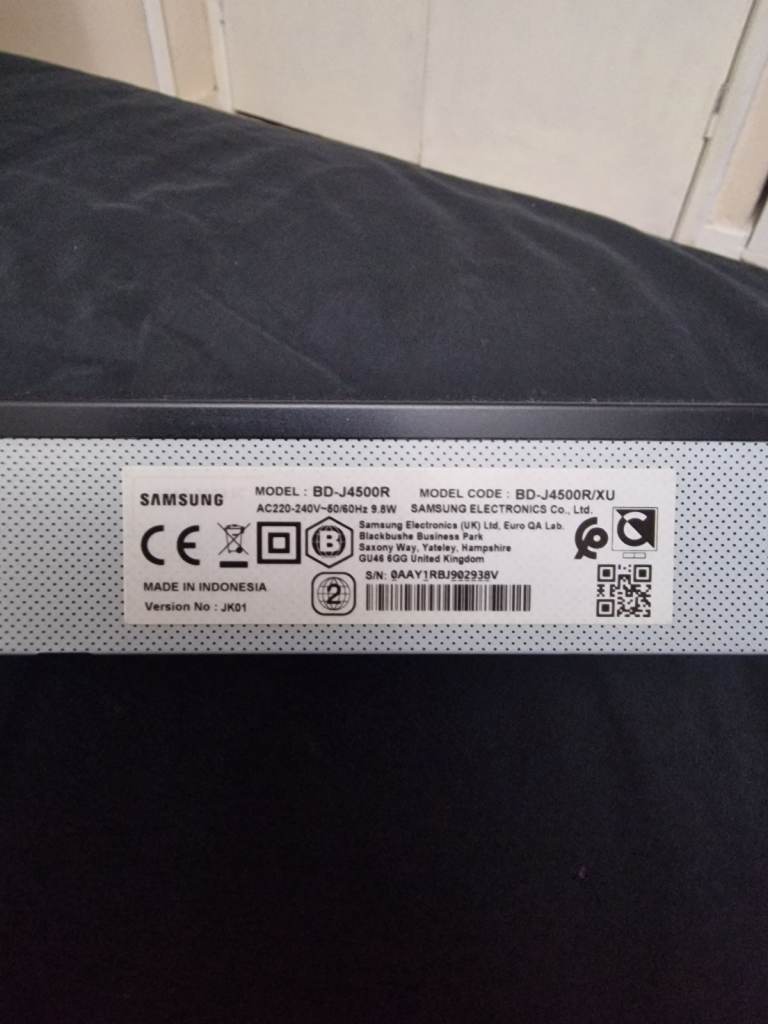 SAMSUNG
MODEL : BD-J4500R MODEL CODE : BD-J4500R/XU
AC220-240V~50/60Hz 9.8W SAMSUNG ELECTRONICS Co., Ltd.
Samsung Electronics (UK) Ltd, Euro QA Lab.
Blackbushe Business Park
Saxony Way, Yateley, Hampshire
GU46 6GG United Kingdom
CE
B
S/N: 0AAY1RBJ902938V
2
MADE IN INDONESIA
Version No : JK01